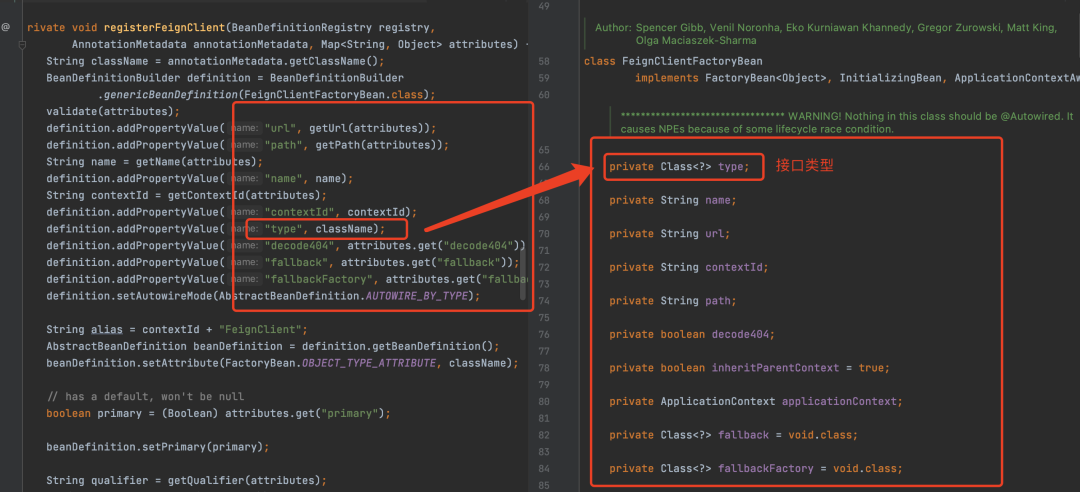 @
rivate void registerFeignClient(BeanDefinitionRegistry registry,
AnnotationMetadata annotationMetadata, Map<String, Object> attributes) {
String className = annotationMetadata.getClassName();
BeanDefinitionBuilder definition = BeanDefinitionBuilder
.genericBeanDefinition(FeignClientFactoryBean.class);
validate(attributes);
definition.addPropertyValue( name: "url", getUrl(attributes));
definition.addPropertyValue( name: "path", getPath(attributes));
String name = getName(attributes);
definition.addPropertyValue( name: "name", name);
String contextId = getContextId(attributes);
definition.addPropertyValue( name: "contextId", contextId);
definition.addPropertyValue( name: "type", className);
definition.addPropertyValue( name: "decode404", attributes.get("decode404"))
definition.addPropertyValue( name: "fallback", attributes.get("fallback"));
definition.addPropertyValue( name: "fallbackFactory", attributes.get("fallba
definition.setAutowireMode(AbstractBeanDefinition.AUTOWIRE_BY_TYPE);
String alias = contextId + "FeignClient";
AbstractBeanDefinition beanDefinition = definition.getBeanDefinition();
beanDefinition.setAttribute(FactoryBean.OBJECT_TYPE_ATTRIBUTE, className);
// has a default, won't be null
boolean primary = (Boolean) attributes.get("primary");
beanDefinition.setPrimary(primary);
String qualifier = getQualifier(attributes);
49
Author: Spencer Gibb, Venil Noronha, Eko Kurniawan Khannedy, Gregor Zurowski, Matt King,
Olga Maciaszek-Sharma
58 class FeignClientFactoryBean
59 implements FactoryBean<Object>, InitializingBean, ApplicationContextAw
60
******************************** WARNING! Nothing in this class should be @Autowired. It
causes NPEs because of some lifecycle race condition.
65
66 private Class<?> type; 接口类型
67
68 private String name;
69
70 private String url;
71
72 private String contextId;
73
74 private String path;
75
76 private boolean decode404;
77
78 private boolean inheritParentContext = true;
79
80 private ApplicationContext applicationContext;
81
82 private Class<?> fallback = void.class;
83
84 private Class<?> fallbackFactory = void.class;
85